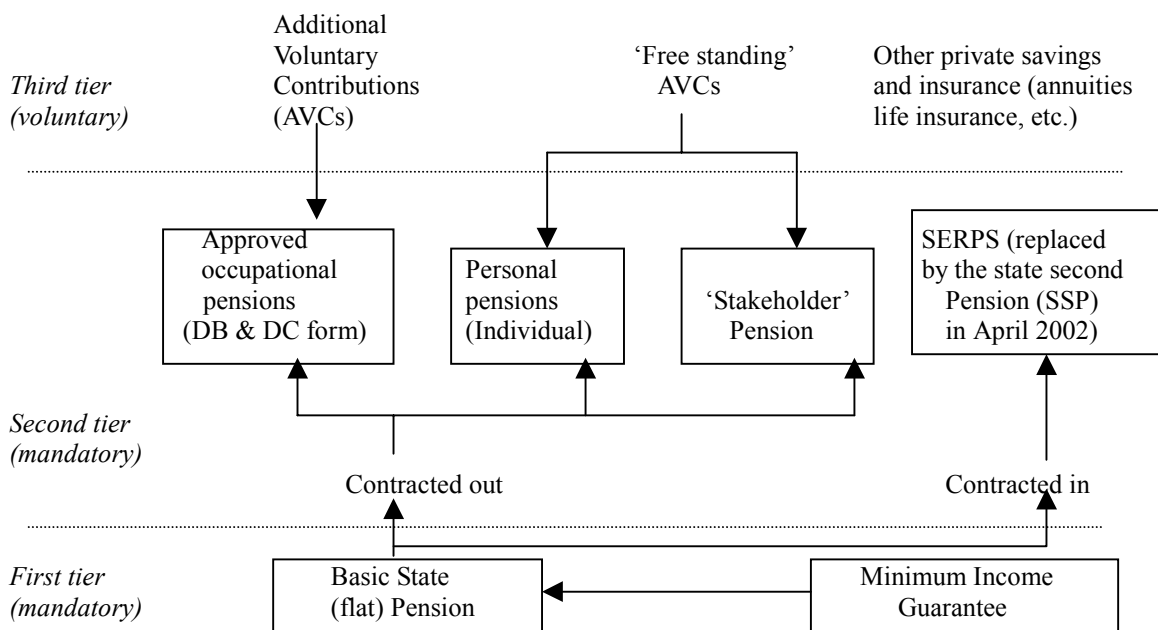 Third tier
(voluntary)
Additional
Voluntary
Contributions
(AVCs)
‘Free standing’
AVCs
Other private savings
and insurance (annuities
life insurance, etc.)
Approved
occupational
pensions
(DB & DC form)
Personal
pensions
(Individual)
‘Stakeholder’
Pension
SERPS (replaced
by the state second
Pension (SSP)
in April 2002)
Second tier
(mandatory)
Contracted out
Contracted in
First tier
(mandatory)
Basic State
(flat) Pension
Minimum Income
Guarantee